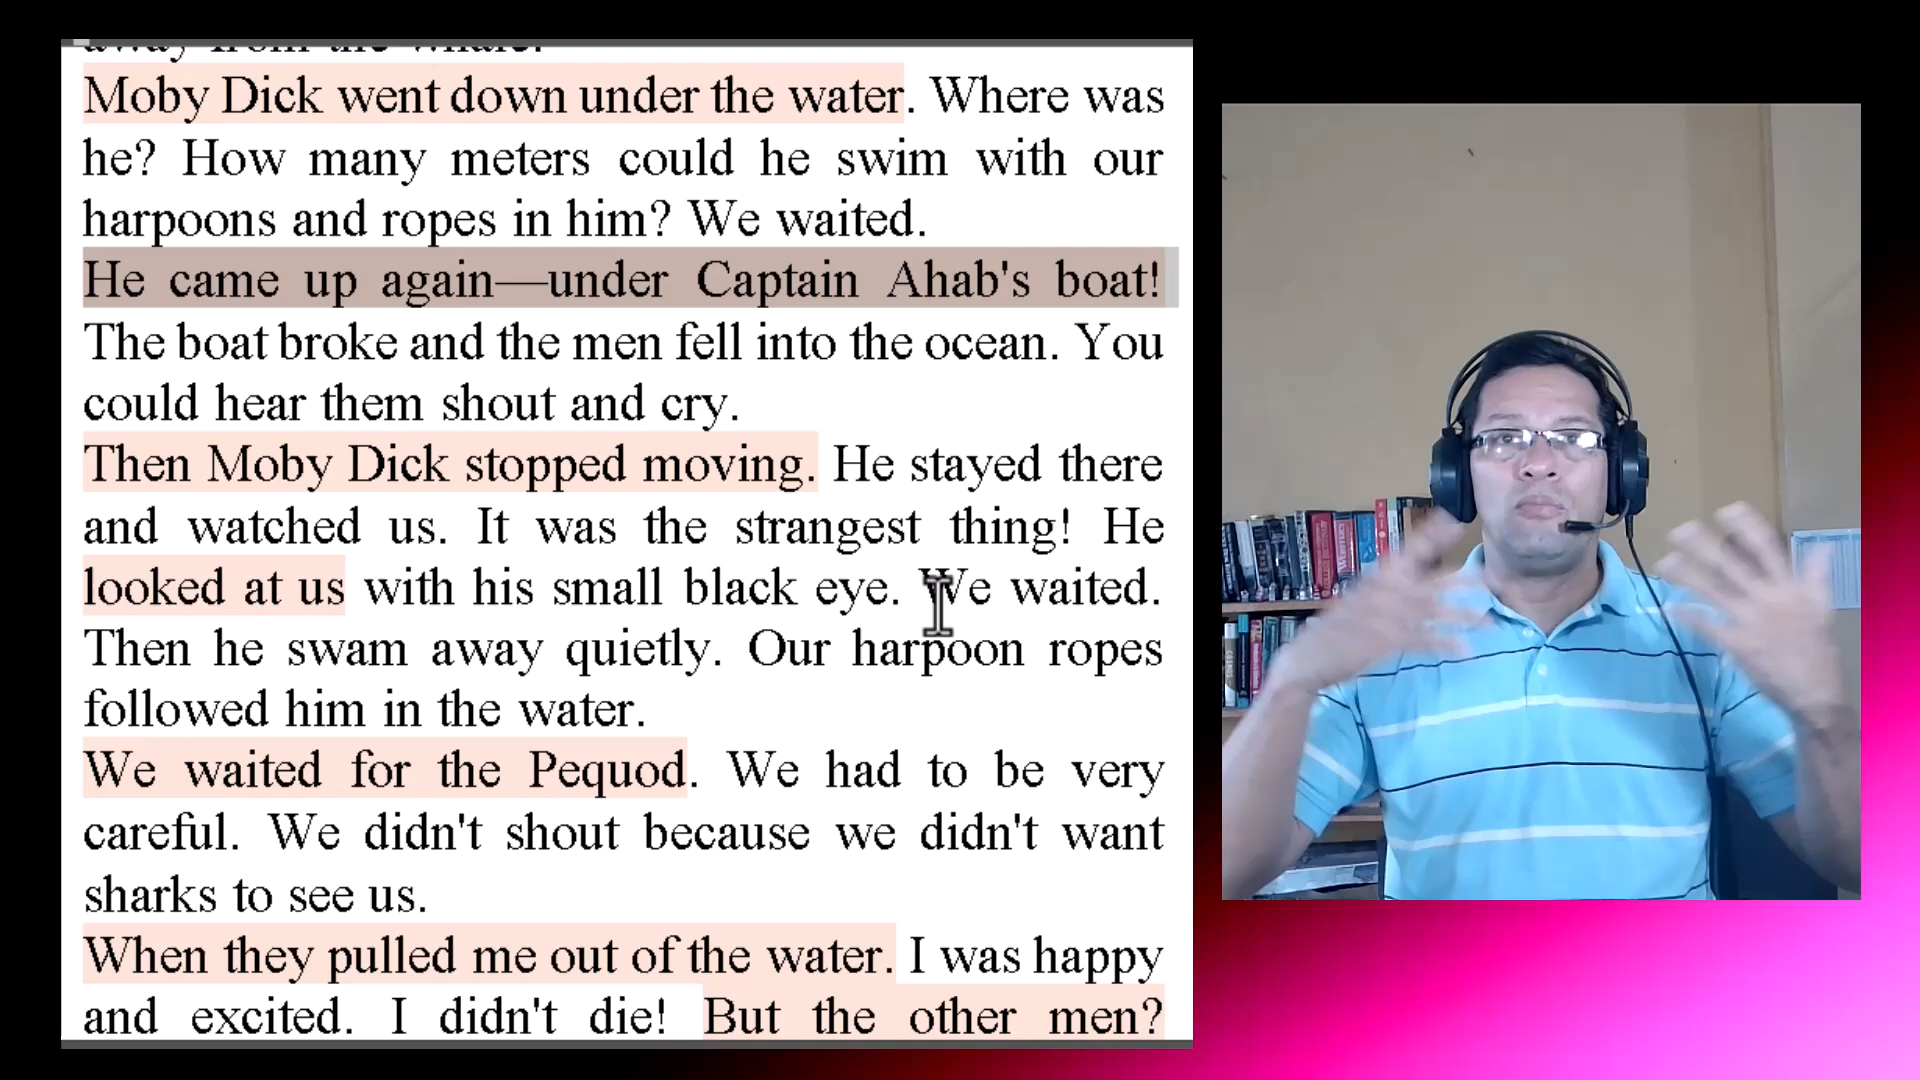 away from the whale.
Moby Dick went down under the water. Where was
he? How many meters could he swim with our
harpoons and ropes in him? We waited.
He came up again—under Captain Ahab's boat!
The boat broke and the men fell into the ocean. You
could hear them shout and cry.
Then Moby Dick stopped moving. He stayed there
and watched us. It was the strangest thing! He
looked at us with his small black eye. We waited.
Then he swam away quietly. Our harpoon ropes
followed him in the water.
We waited for the Pequod. We had to be very
careful. We didn't shout because we didn't want
sharks to see us.
When they pulled me out of the water. I was happy
and excited. I didn't die! But the other men?